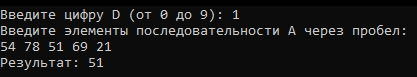 Введите цифру D (от 0 до 9): 1
Введите элементы последовательности A через пробел:
54 78 51 69 21
Результат: 51